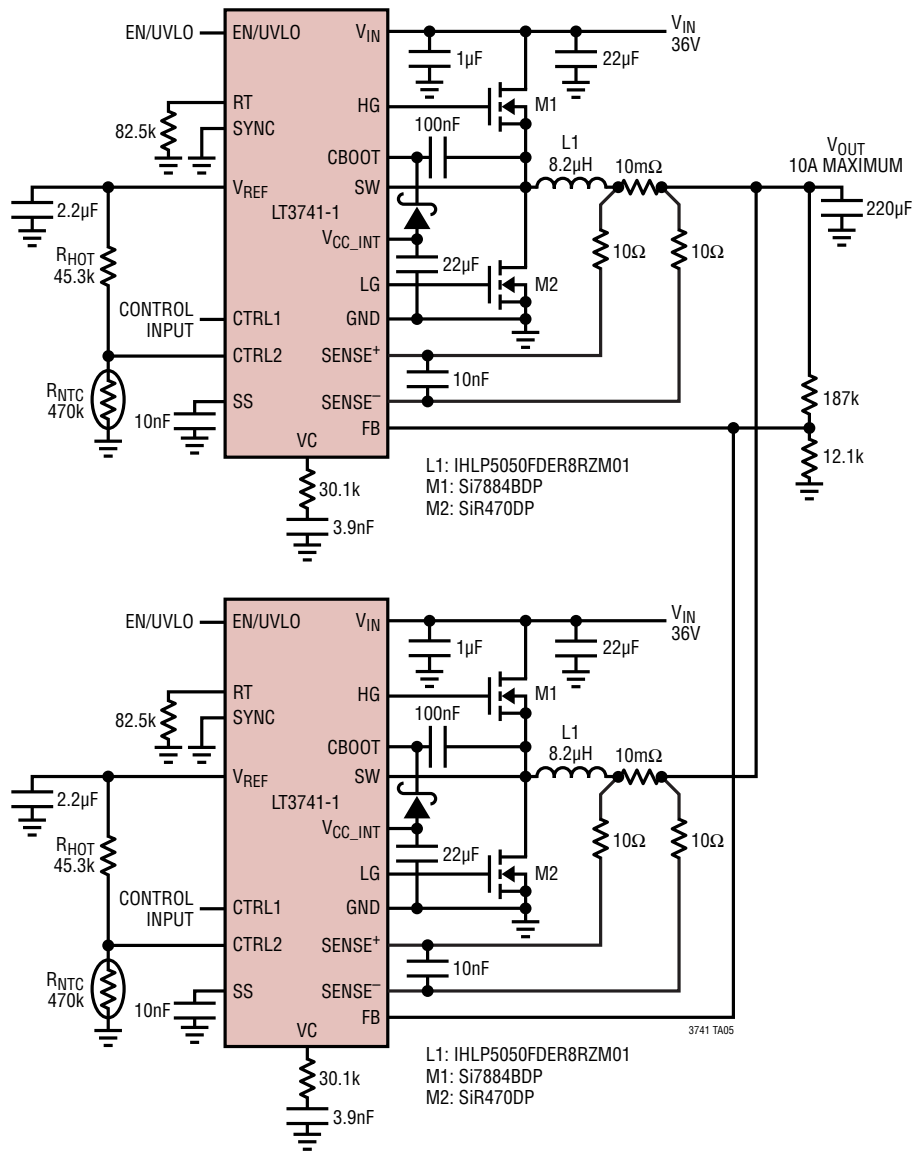 EN/UVLO
EN/UVLO
VIN
VIN
36V
1µF
22µF
RT
HG
M1
82.5k
SYNC
100nF
CBOOT
L1
8.2µH
10mΩ
VOUT
10A MAXIMUM
VREF
SW
2.2µF
LT3741-1
220µF
RHOT
45.3k
VCC_INT
22µF
10Ω
10Ω
LG
M2
CONTROL
INPUT
CTRL1
GND
CTRL2
SENSE+
RNTC
470k
10nF
187k
10nF
SS
SENSE–
FB
VC
12.1k
30.1k
3.9nF
L1: IHLP5050FDER8RZM01
M1: Si7884BDP
M2: SiR470DP
EN/UVLO
EN/UVLO
VIN
VIN
36V
1µF
22µF
RT
HG
M1
82.5k
SYNC
100nF
CBOOT
L1
8.2µH
10mΩ
VREF
SW
2.2µF
LT3741-1
RHOT
45.3k
VCC_INT
22µF
10Ω
10Ω
LG
M2
CONTROL
INPUT
CTRL1
GND
CTRL2
SENSE+
RNTC
470k
10nF
10nF
SS
SENSE–
FB
3741 TA05
VC
30.1k
3.9nF
L1: IHLP5050FDER8RZM01
M1: Si7884BDP
M2: SiR470DP